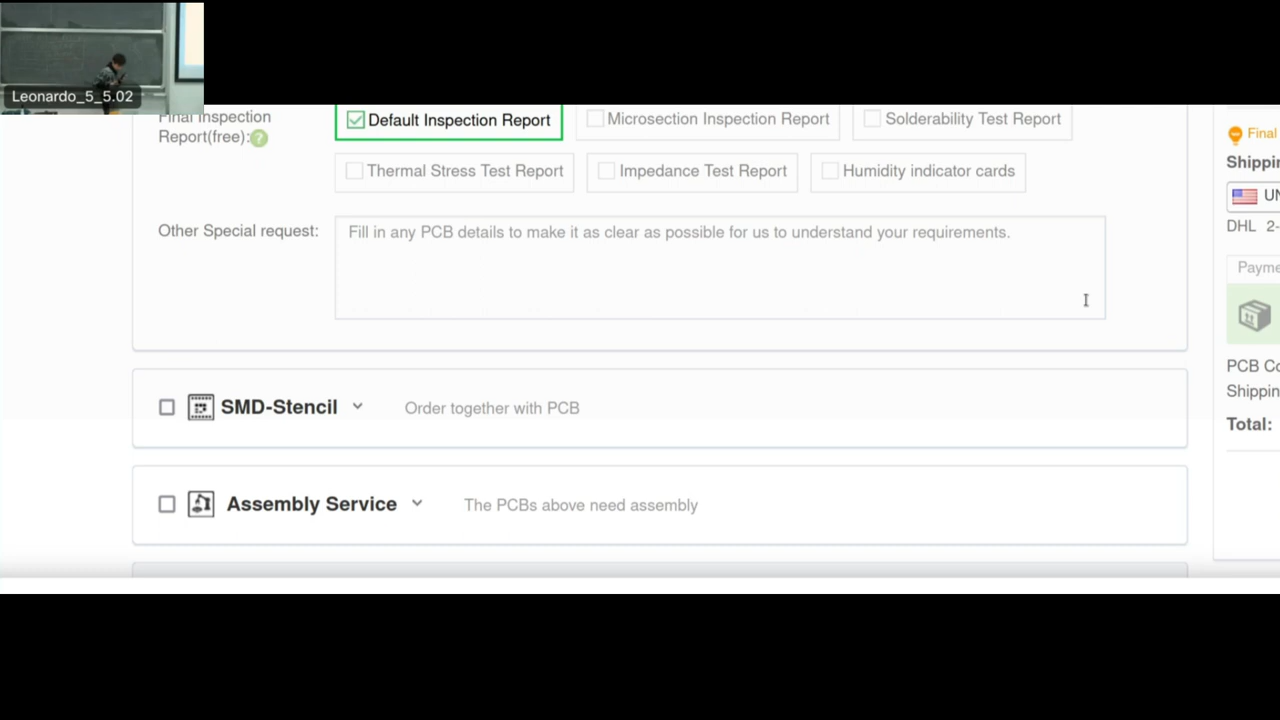 Leonardo_5_5.02
Final Inspection
Report(free):?
Default Inspection Report
Microsection Inspection Report
Solderability Test Report
Thermal Stress Test Report
Impedance Test Report
Humidity indicator cards
Other Special request:
Fill in any PCB details to make it as clear as possible for us to understand your requirements.
SMD-Stencil
Order together with PCB
Assembly Service
The PCBs above need assembly
Final
Shippin
UN
DHL 2-
Payme
PCB Co
Shippin
Total: